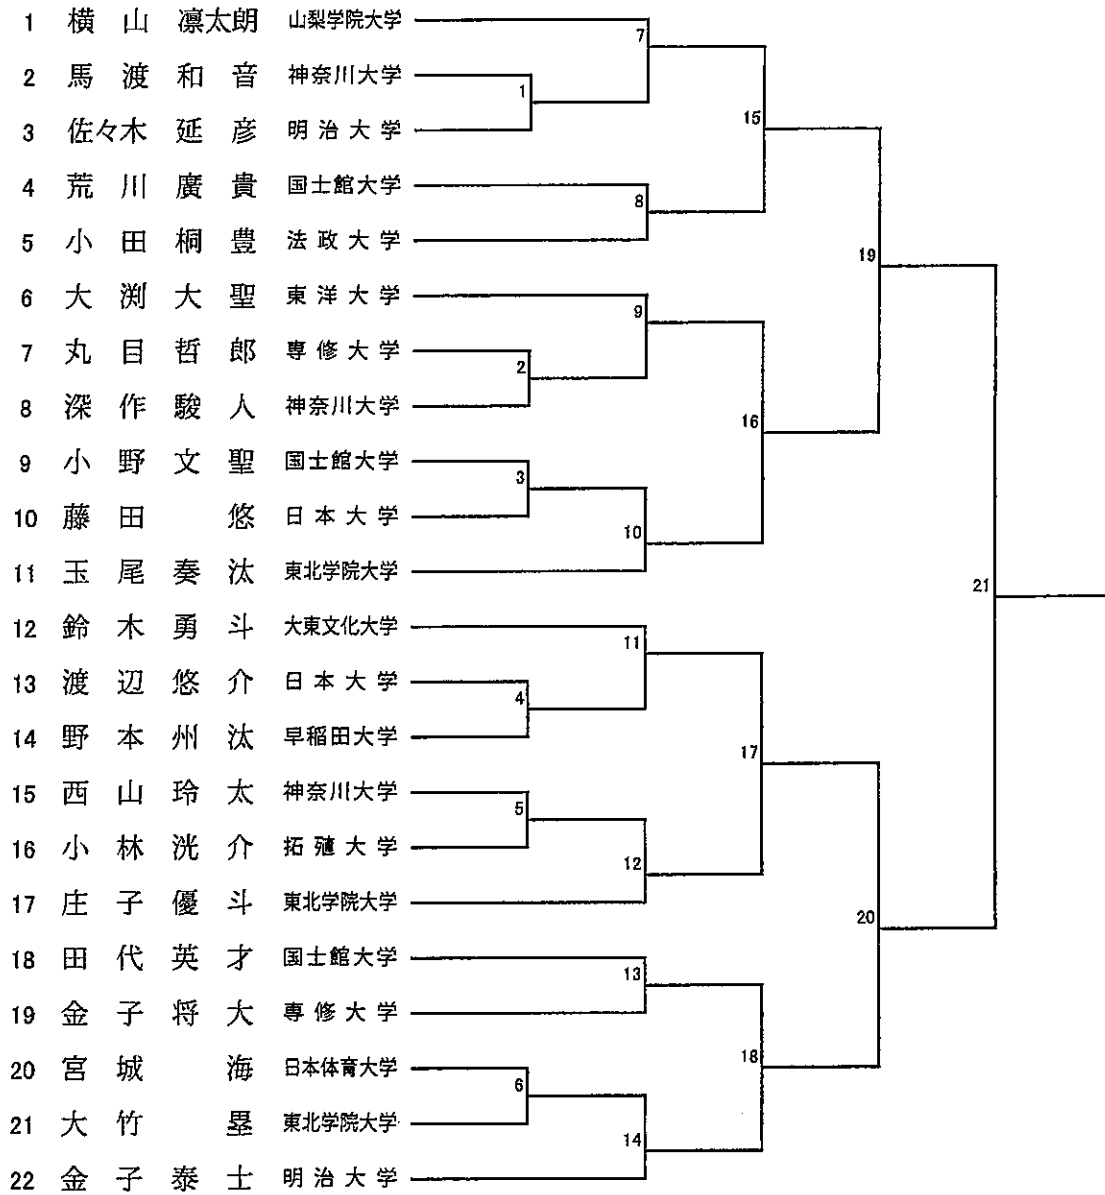 1 横山 凛太朗 山梨学院大学
2 馬渡和音 神奈川大学
3 佐々木延彦 明治大学
4 荒川廣貴 国士館大学
5 小田桐豊 法政大学
6 大渕大聖 東洋大学
7 丸目哲郎 専修大学
8 深作駿人 神奈川大学
9 小野文聖 国士館大学
10 藤田 悠 日本大学
11 玉尾奏汰 東北学院大学
12 鈴木勇斗 大東文化大学
13 渡辺悠介 日本大学
14 野本州汰 早稲田大学
15 西山玲太 神奈川大学
16 小林洸介 拓殖大学
17 庄子優斗 東北学院大学
18 田代英才 国士館大学
19 金子将大 専修大学
20 宮城 海 日本体育大学
21 大竹 塁 東北学院大学
22 金子泰士 明治大学
1
2
3
4
5
6
7
8
9
10
11
12
13
14
15
16
17
18
19
20
21